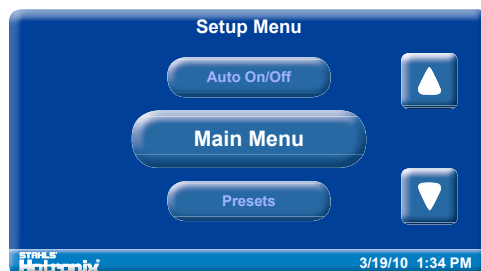 Setup Menu
Auto On/Off
Main Menu
Presets
STAHLS'
Hotronix
3/19/10 1:34 PM